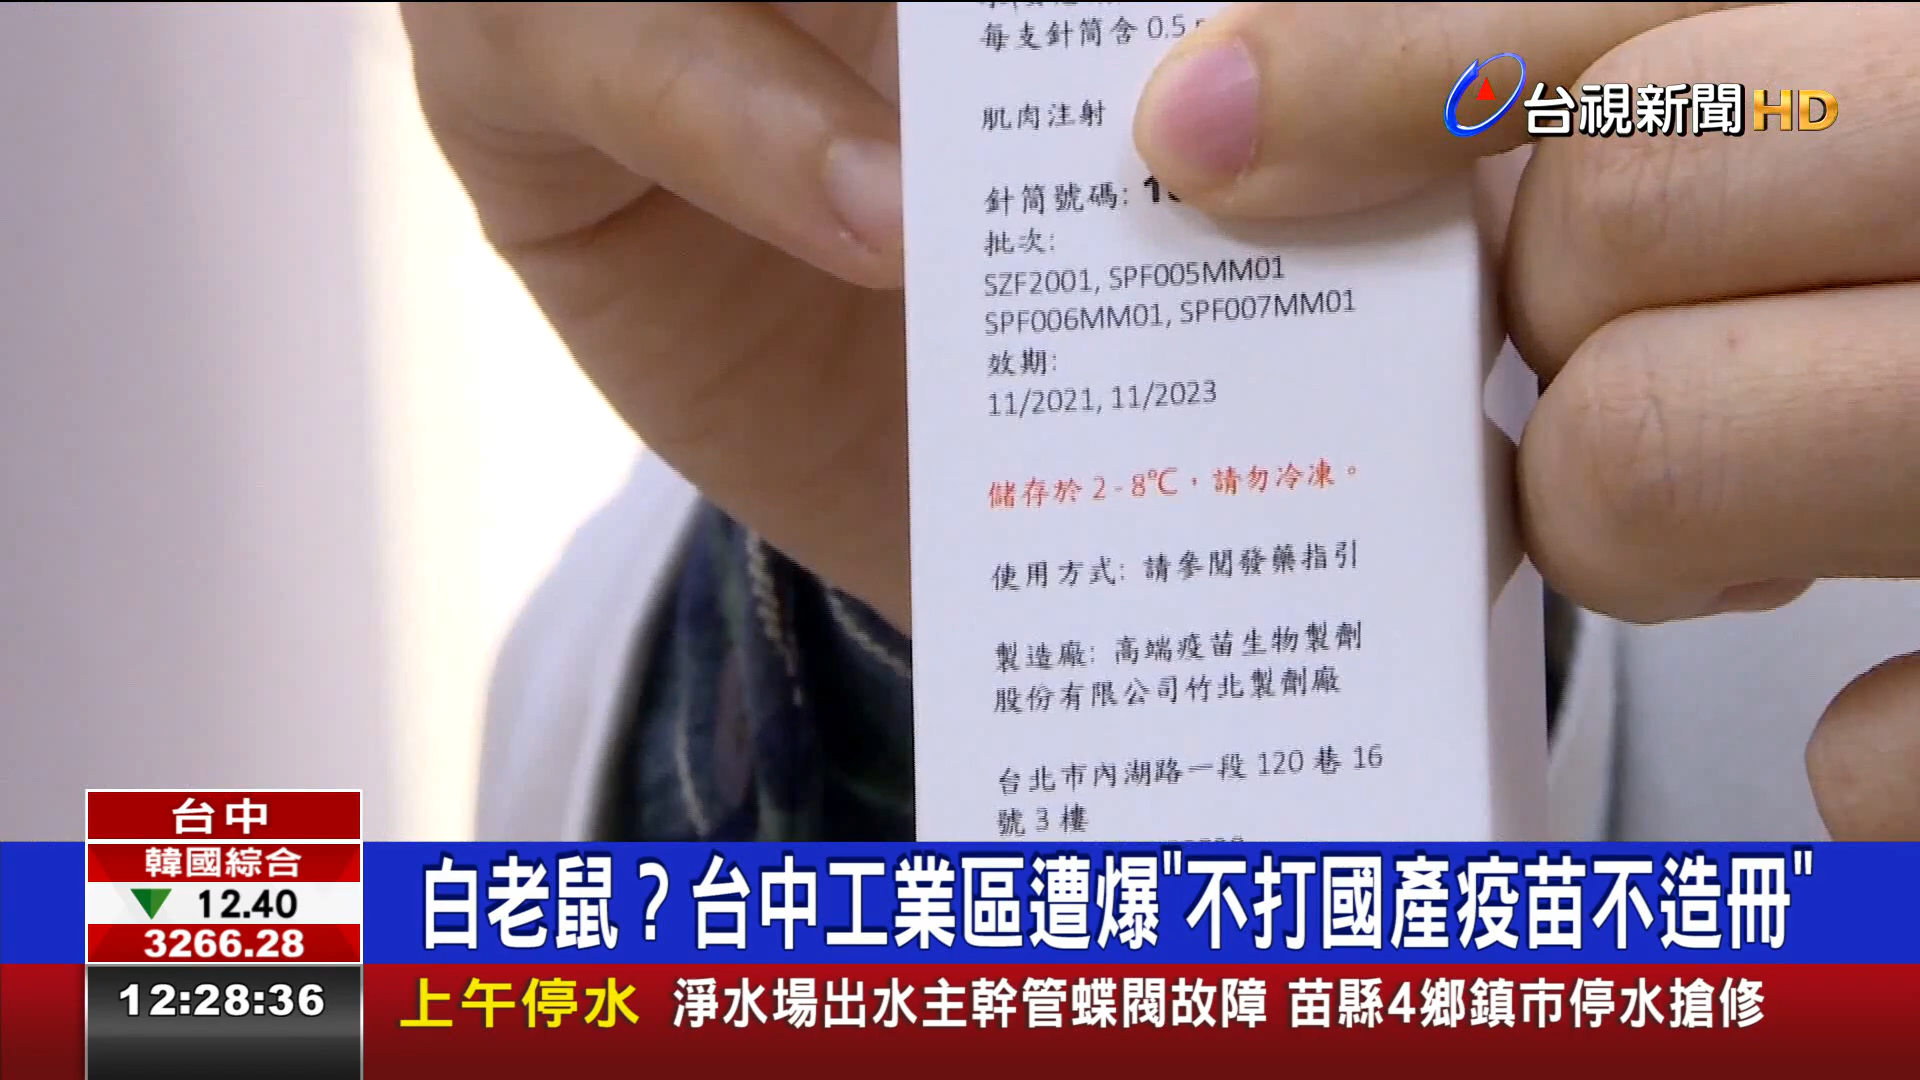 每支針筒含 0.5
台視新聞HD
肌肉注射
針筒號碼:
批次:
SZF2001, SPF005MM01
SPF006MM01, SPF007MM01
效期:
11/2021, 11/2023
儲存於 2 - 8℃，請勿冷凍。
使用方式: 請參閱發藥指引
製造廠: 高端疫苗生物製劑
股份有限公司竹北製劑廠
台北市內湖路一段 120 巷 16
號 3 樓
台中
韓國綜合
▼ 12.40
3266.28
白老鼠？台中工業區遭爆"不打國產疫苗不造冊"
12:28:36
上午停水 淨水場出水主幹管蝶閥故障 苗縣4鄉鎮市停水搶修